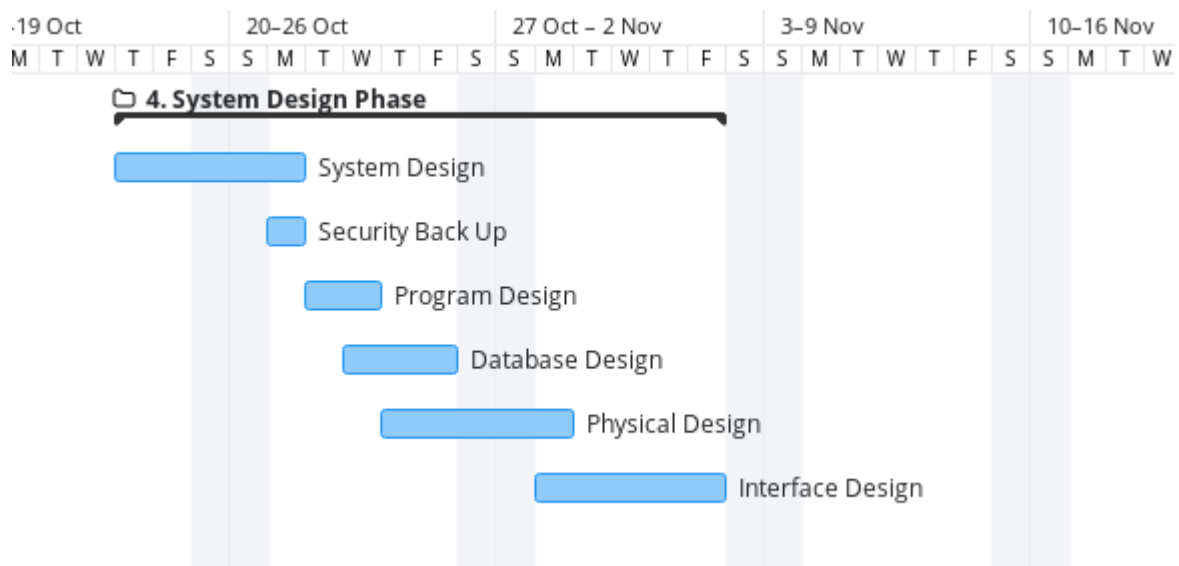 -19 Oct 20–26 Oct 27 Oct – 2 Nov 3–9 Nov 10–16 Nov
M T W T F S S M T W T F S S M T W T F S S M T W T F S S M T W
4. System Design Phase
System Design
Security Back Up
Program Design
Database Design
Physical Design
Interface Design